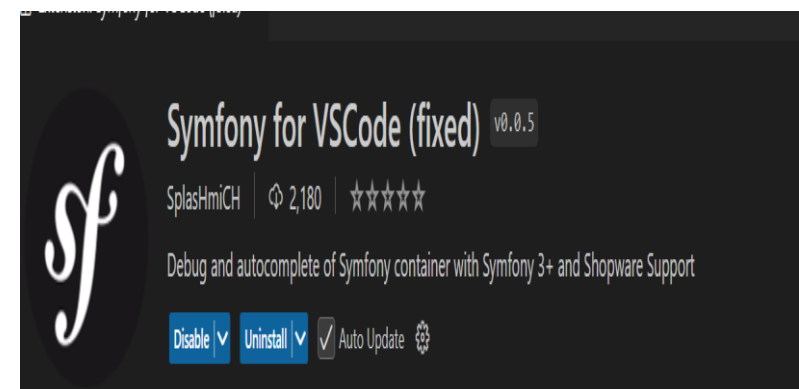 Symfony for VSCode (fixed) v0.0.5
SplasHmiCH 2,180
Debug and autocomplete of Symfony container with Symfony 3+ and Shopware Support
Disable Uninstall Auto Update